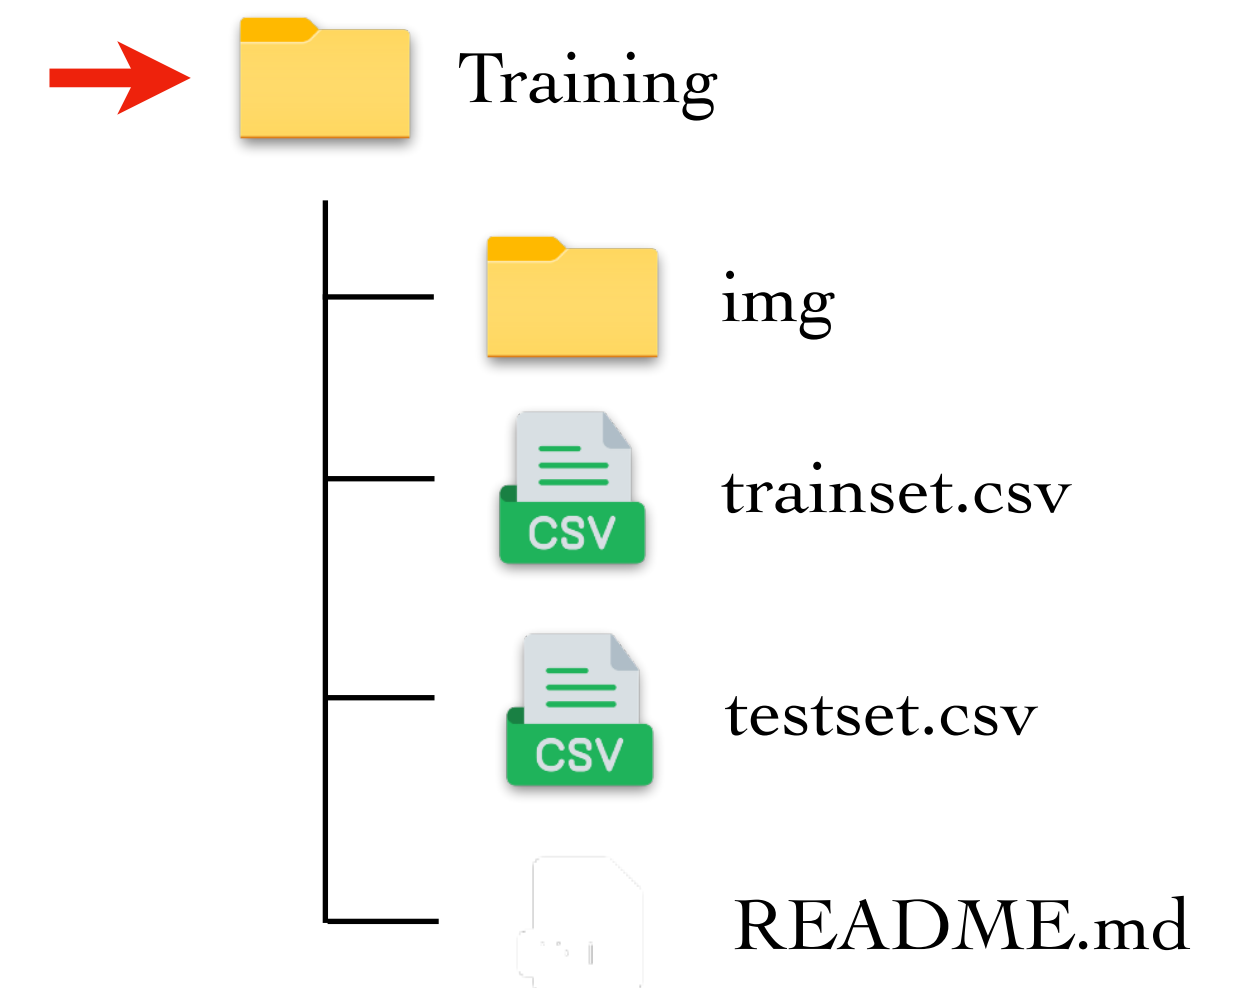 Training
img
CSV
trainset.csv
CSV
testset.csv
README.md